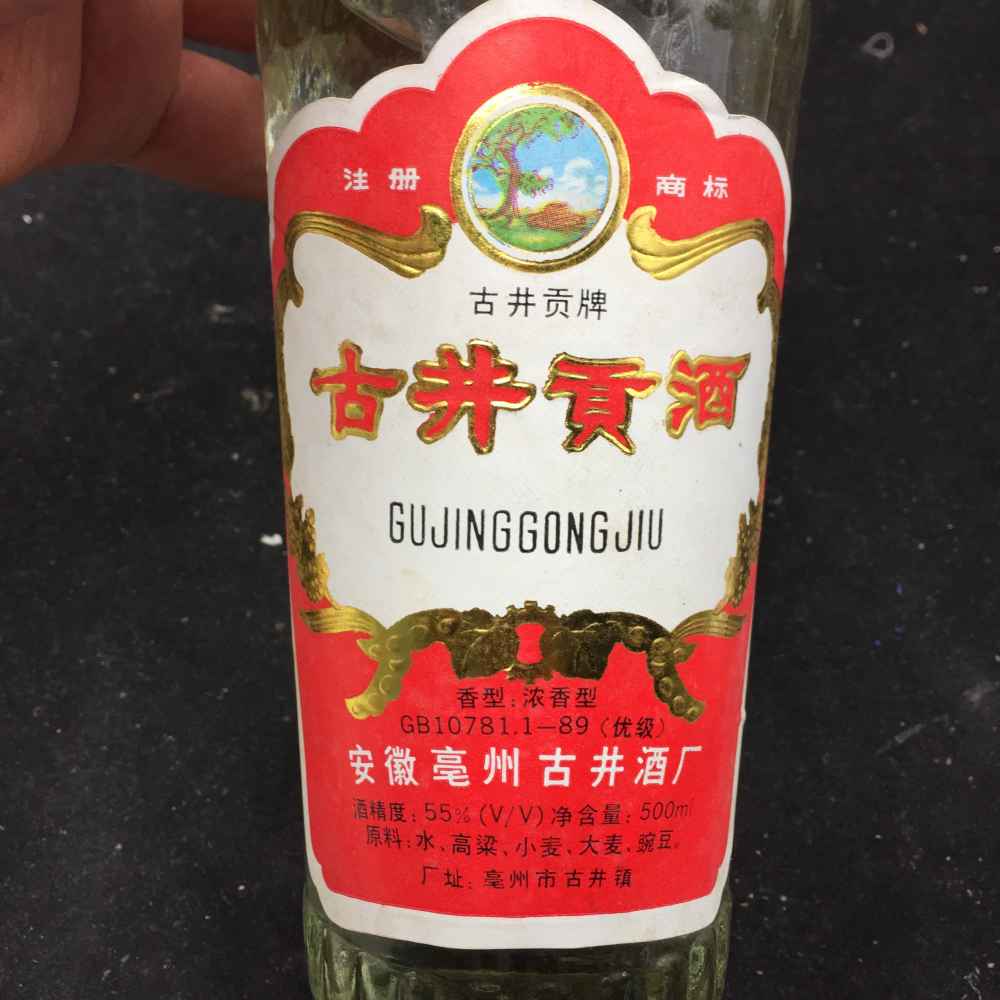 注册 商标
古井贡牌
古井貢酒
GUJINGGONGJIU
香型:浓香型
GB10781.1—89(优级)
安徽亳州古井酒厂
酒精度:55%(V/V)净含量:500ml
原料:水、高粱、小麦、大麦、豌豆。
厂址:亳州市古井镇